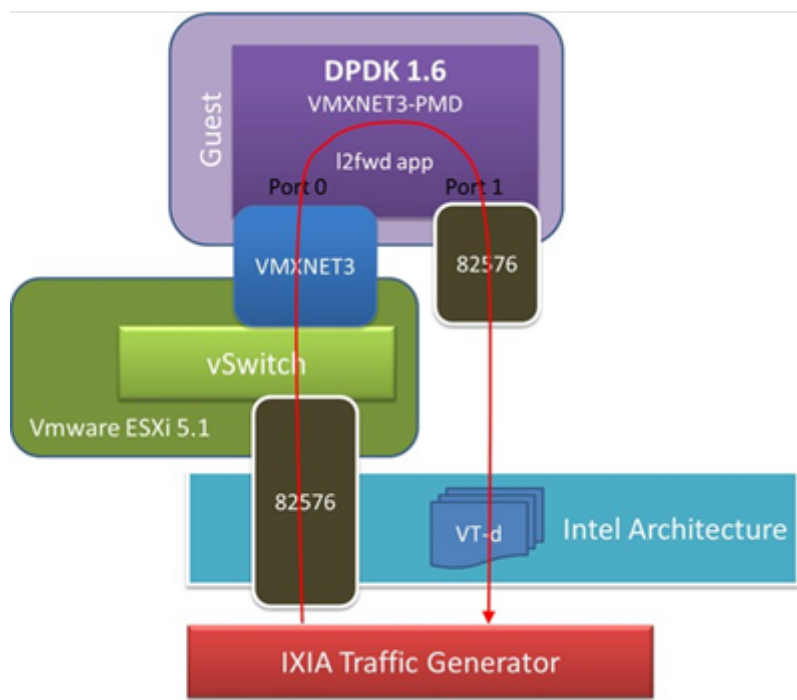 Guest
DPDK 1.6
VMXNET3-PMD
l2fwd app
Port 0
Port 1
VMXNET3
82576
vSwitch
Vmware ESXi 5.1
82576
VT-d
Intel Architecture
IXIA Traffic Generator